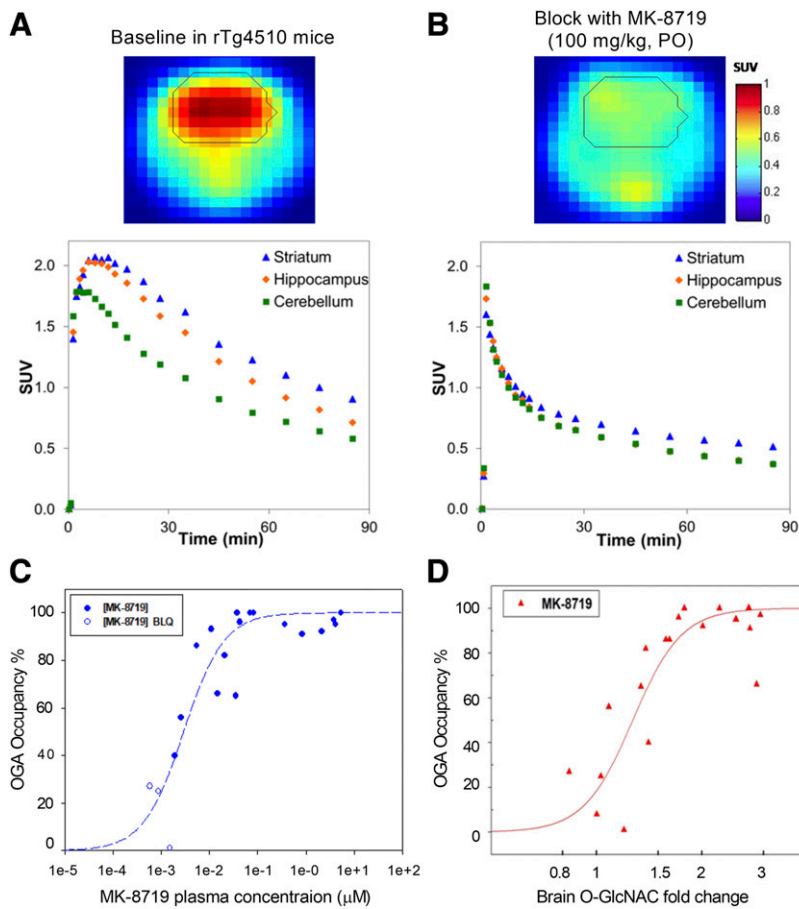 A
Baseline in rTg4510 mice
B
Block with MK-8719
(100 mg/kg, PO)
SUV
1
0.8
0.6
0.4
0.2
0
2.0
1.5
1.0
0.5
0.0
SUV
Striatum
Hippocampus
Cerebellum
0
30
60
90
Time (min)
2.0
1.5
1.0
0.5
0.0
SUV
Striatum
Hippocampus
Cerebellum
0
30
60
90
Time (min)
C
[MK-8719]
[MK-8719] BLQ
100
80
60
40
20
0
OGA Occupancy %
1e-5
1e-4
1e-3
1e-2
1e-1
1e-0
1e+1
1e+2
MK-8719 plasma concentraion (μM)
D
MK-8719
100
80
60
40
20
0
OGA Occupancy %
0.8
1
1.5
2
3
Brain O-GlcNAC fold change